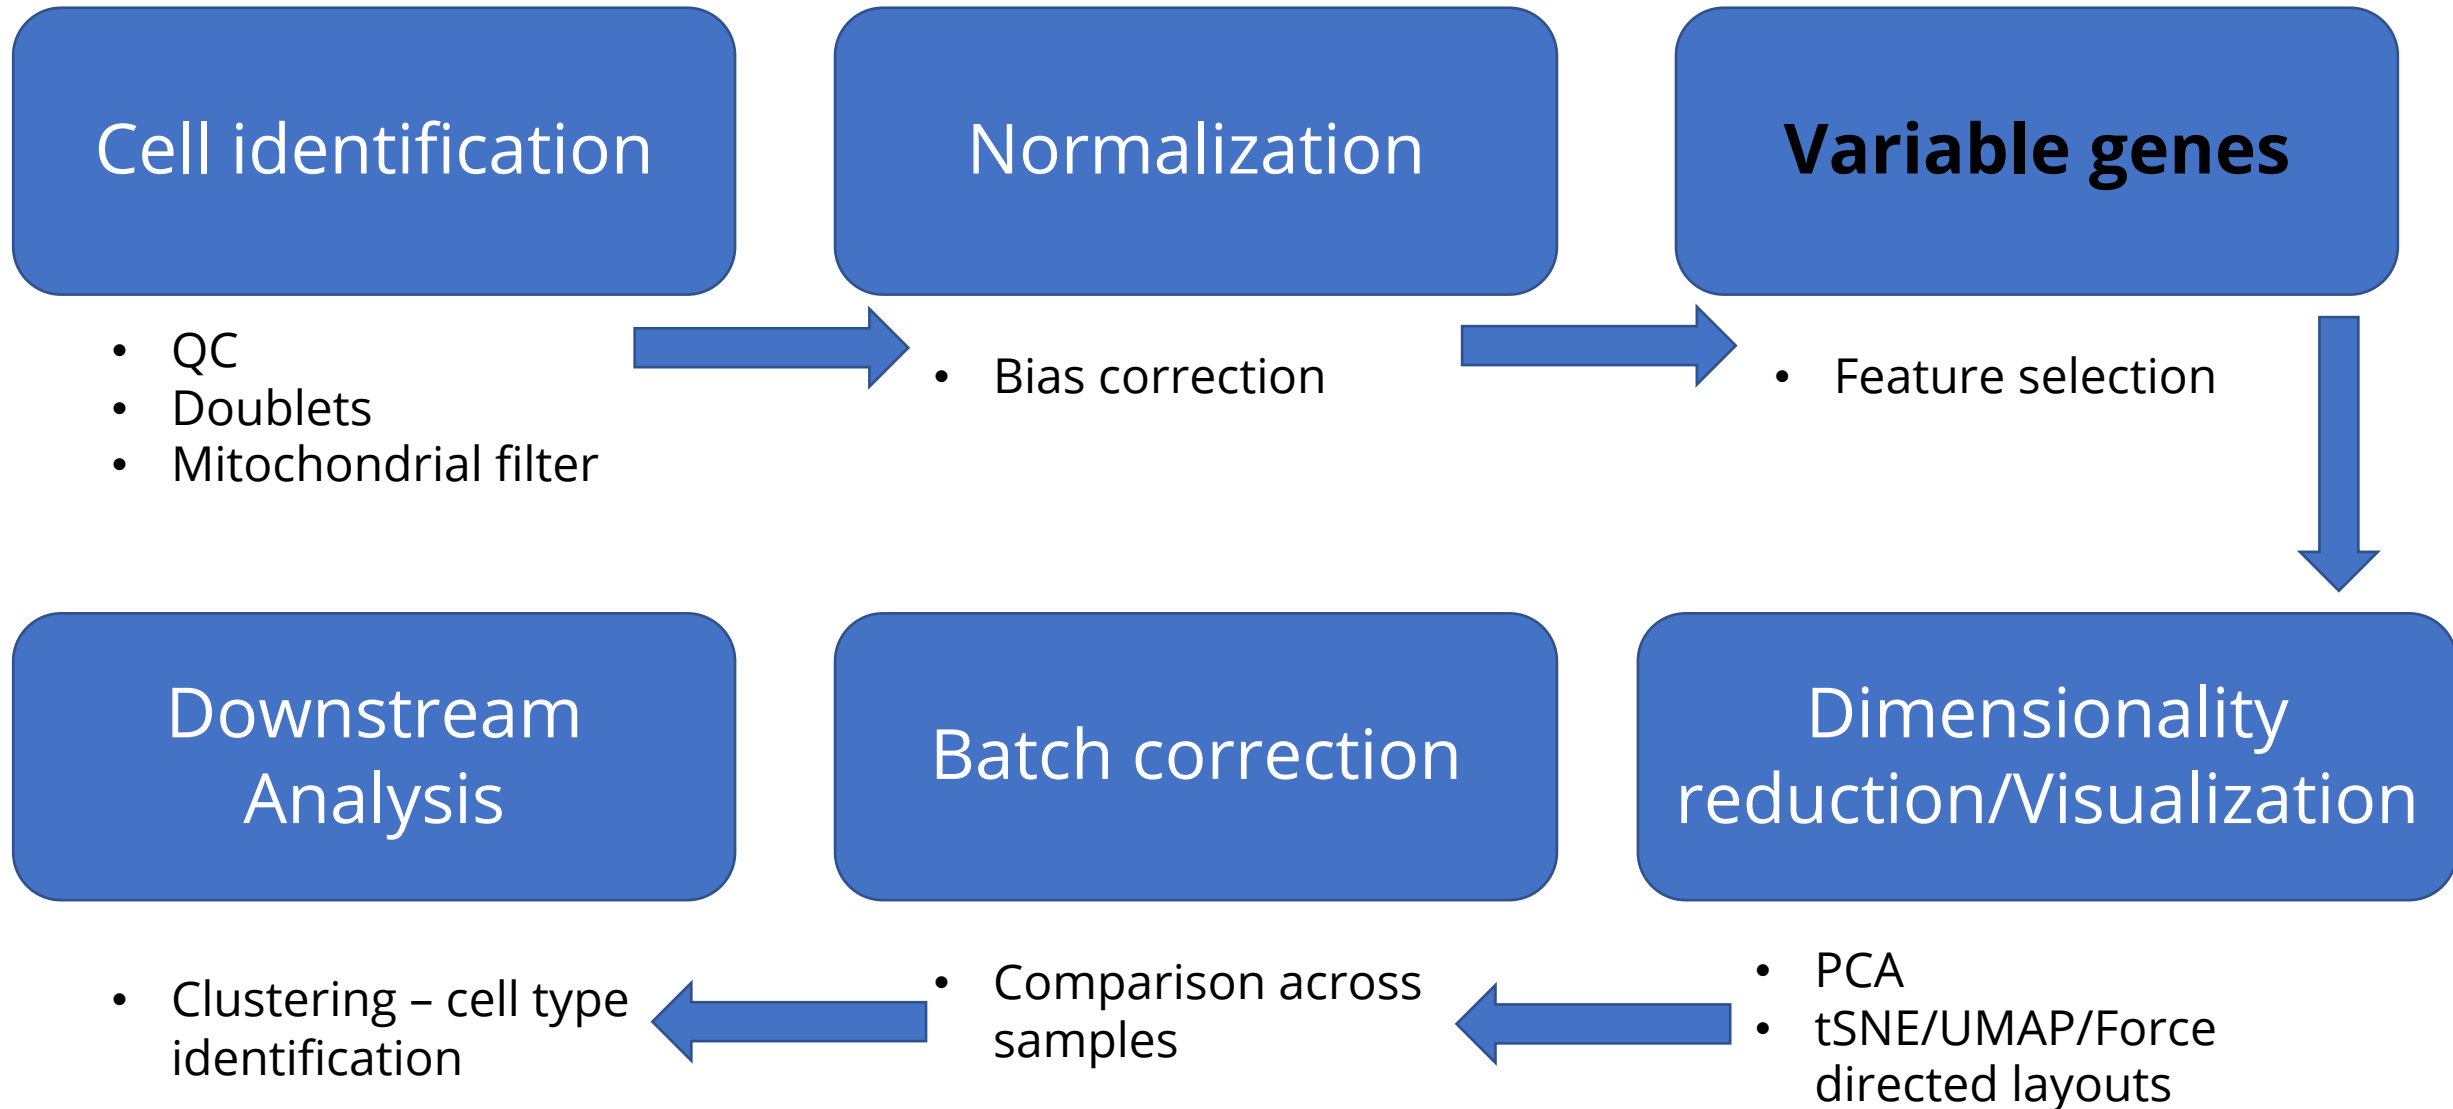 Cell identification
Normalization
Variable genes
• QC
• Doublets
• Mitochondrial filter
• Bias correction
• Feature selection
Downstream
Analysis
Batch correction
Dimensionality
reduction/Visualization
• Clustering – cell type
identification
• Comparison across
samples
• PCA
• tSNE/UMAP/Force
directed layouts